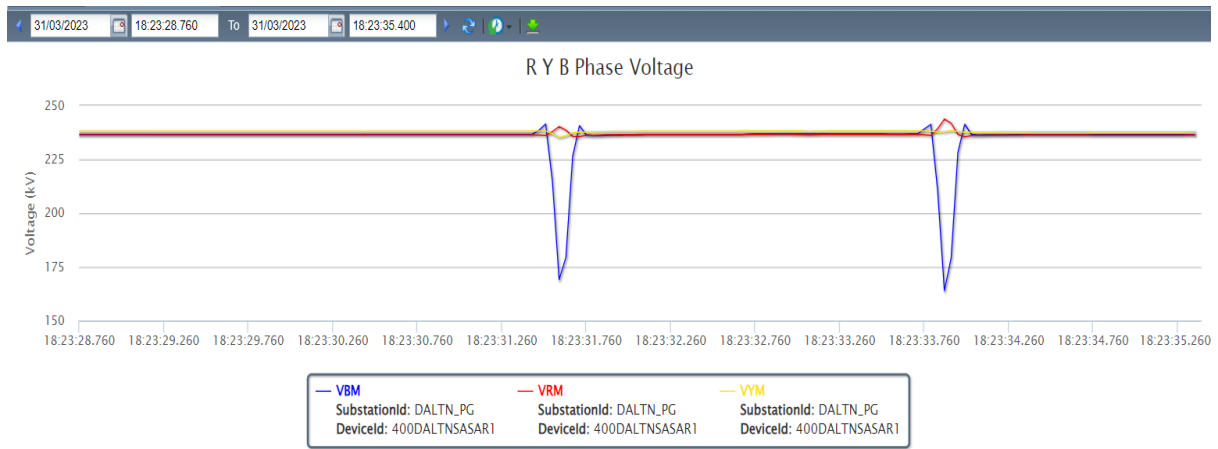 31/03/2023 18:23:28.760 To 31/03/2023 18:23:35.400
R Y B Phase Voltage
250
225
200
175
150
Voltage (kV)
18:23:28.760 18:23:29.260 18:23:29.760 18:23:30.260 18:23:30.760 18:23:31.260 18:23:31.760 18:23:32.260 18:23:32.760 18:23:33.260 18:23:33.760 18:23:34.260 18:23:34.760 18:23:35.260
VBM VRM VYM
SubstationId: DALTN_PG SubstationId: DALTN_PG SubstationId: DALTN_PG
DeviceId: 400DALTNSASAR1 DeviceId: 400DALTNSASAR1 DeviceId: 400DALTNSASAR1